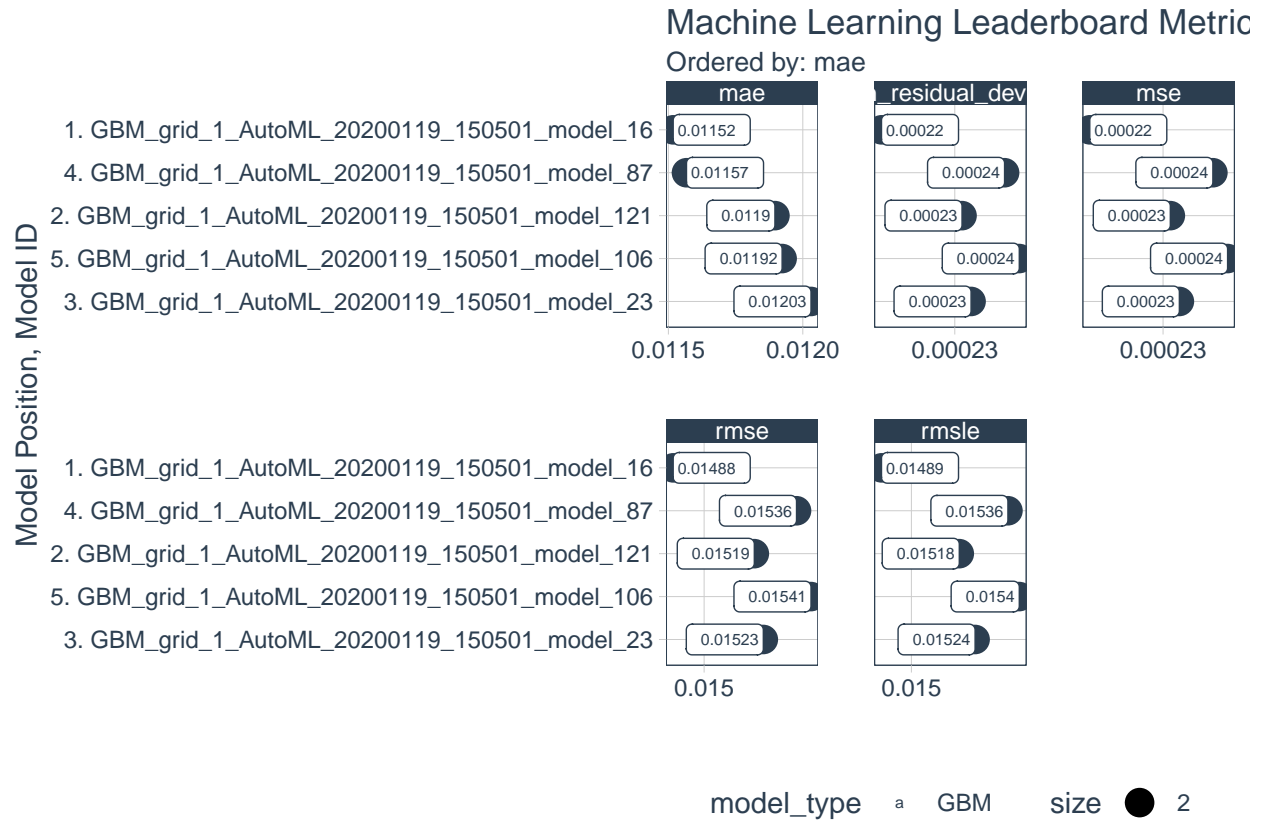 Machine Learning Leaderboard Metric
Ordered by: mae
mae
_residual_dev
mse
1. GBM_grid_1_AutoML_20200119_150501_model_16
0.01152
0.00022
0.00022
4. GBM_grid_1_AutoML_20200119_150501_model_87
0.01157
0.00024
0.00024
2. GBM_grid_1_AutoML_20200119_150501_model_121
0.0119
0.00023
0.00023
5. GBM_grid_1_AutoML_20200119_150501_model_106
0.01192
0.00024
0.00024
3. GBM_grid_1_AutoML_20200119_150501_model_23
0.01203
0.00023
0.00023
0.0115
0.0120
0.00023
0.00023
Model Position, Model ID
rmse
rmsle
1. GBM_grid_1_AutoML_20200119_150501_model_16
0.01488
0.01489
4. GBM_grid_1_AutoML_20200119_150501_model_87
0.01536
0.01536
2. GBM_grid_1_AutoML_20200119_150501_model_121
0.01519
0.01518
5. GBM_grid_1_AutoML_20200119_150501_model_106
0.01541
0.0154
3. GBM_grid_1_AutoML_20200119_150501_model_23
0.01523
0.01524
0.015
0.015
model_type
a
GBM
size
2